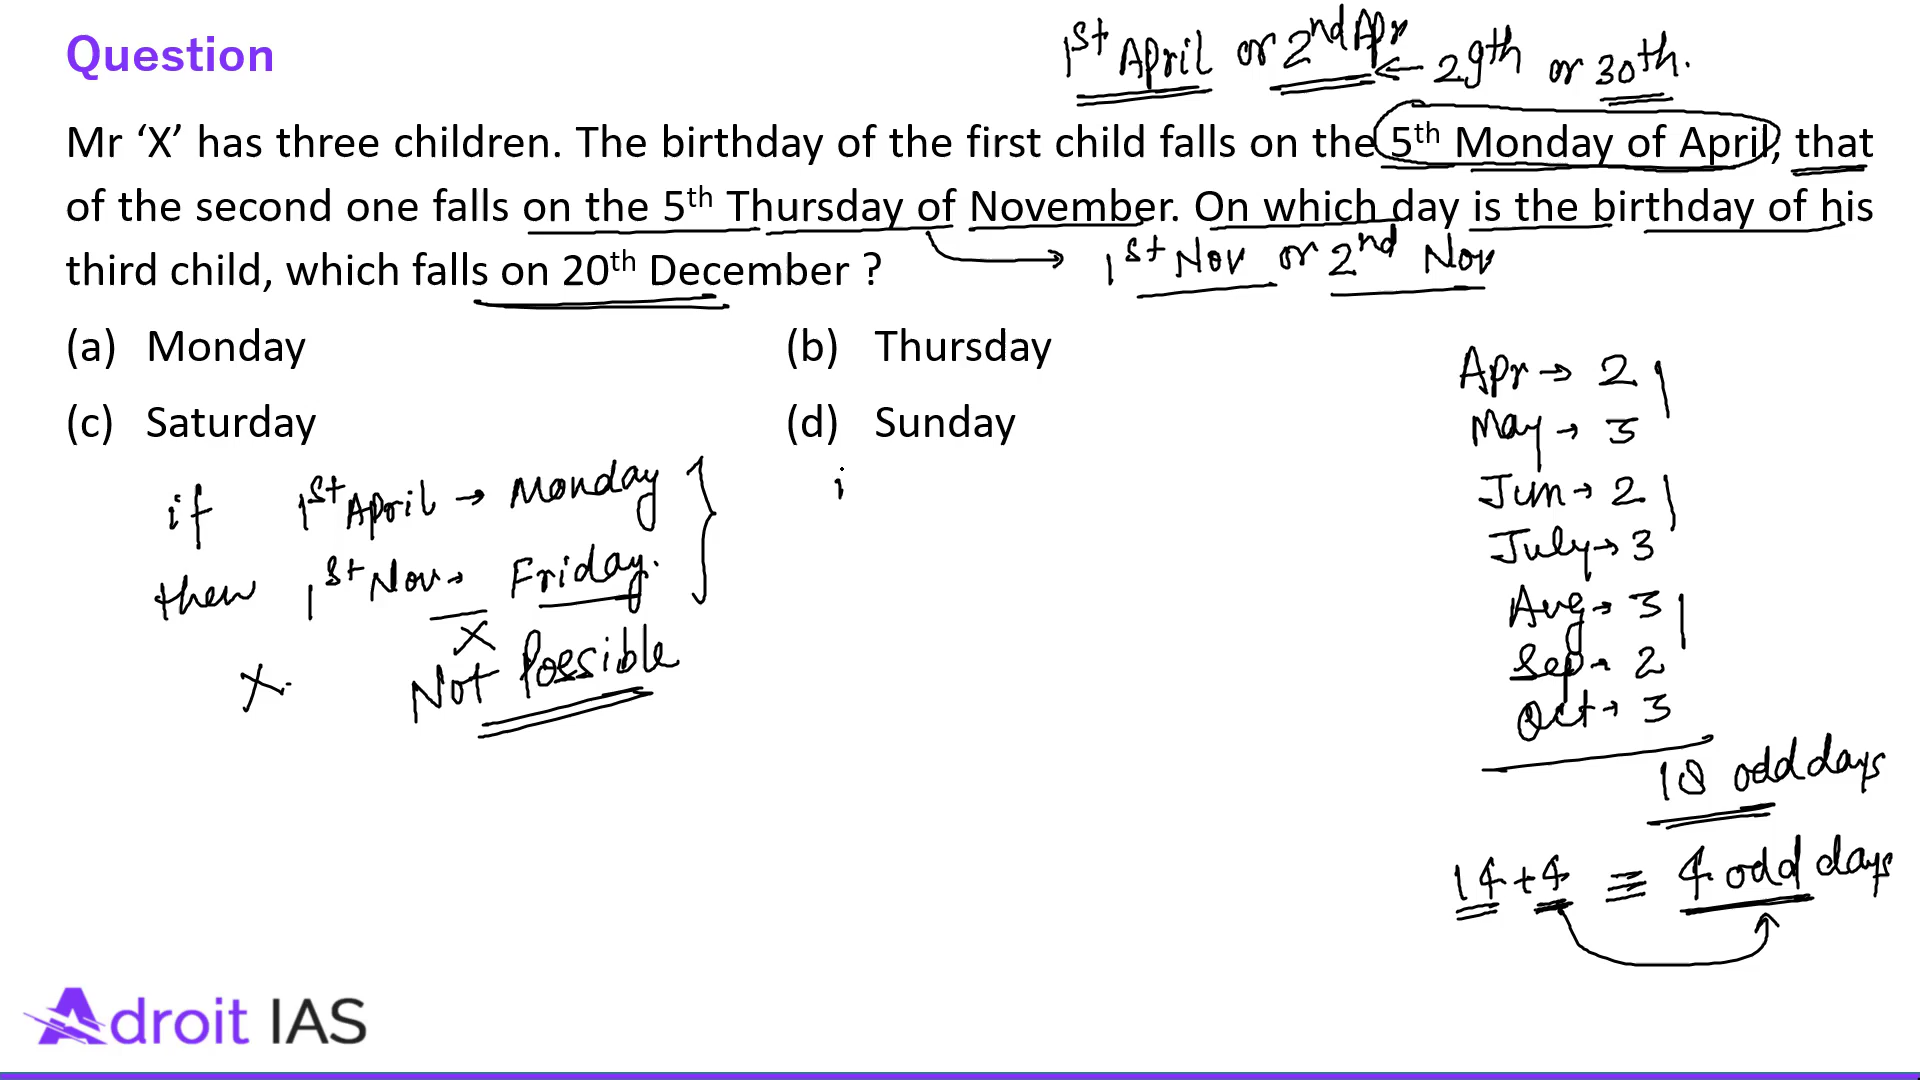 Question
1st April or 2nd Apr ← 29th or 30th.
Mr ‘X’ has three children. The birthday of the first child falls on the 5th Monday of April, that
of the second one falls on the 5th Thursday of November. On which day is the birthday of his
third child, which falls on 20th December ?
1st Nov or 2nd Nov
(a) Monday
(b) Thursday
(c) Saturday
(d) Sunday
if 1st April → Monday
then 1st Nov → Friday.
X
X. Not Possible
i
Apr → 2
May → 3
Jun → 2
July → 3
Aug → 3
Sep → 2
Oct → 3
18 odd days
14 + 4 ≡ 4 odd days
Adroit IAS